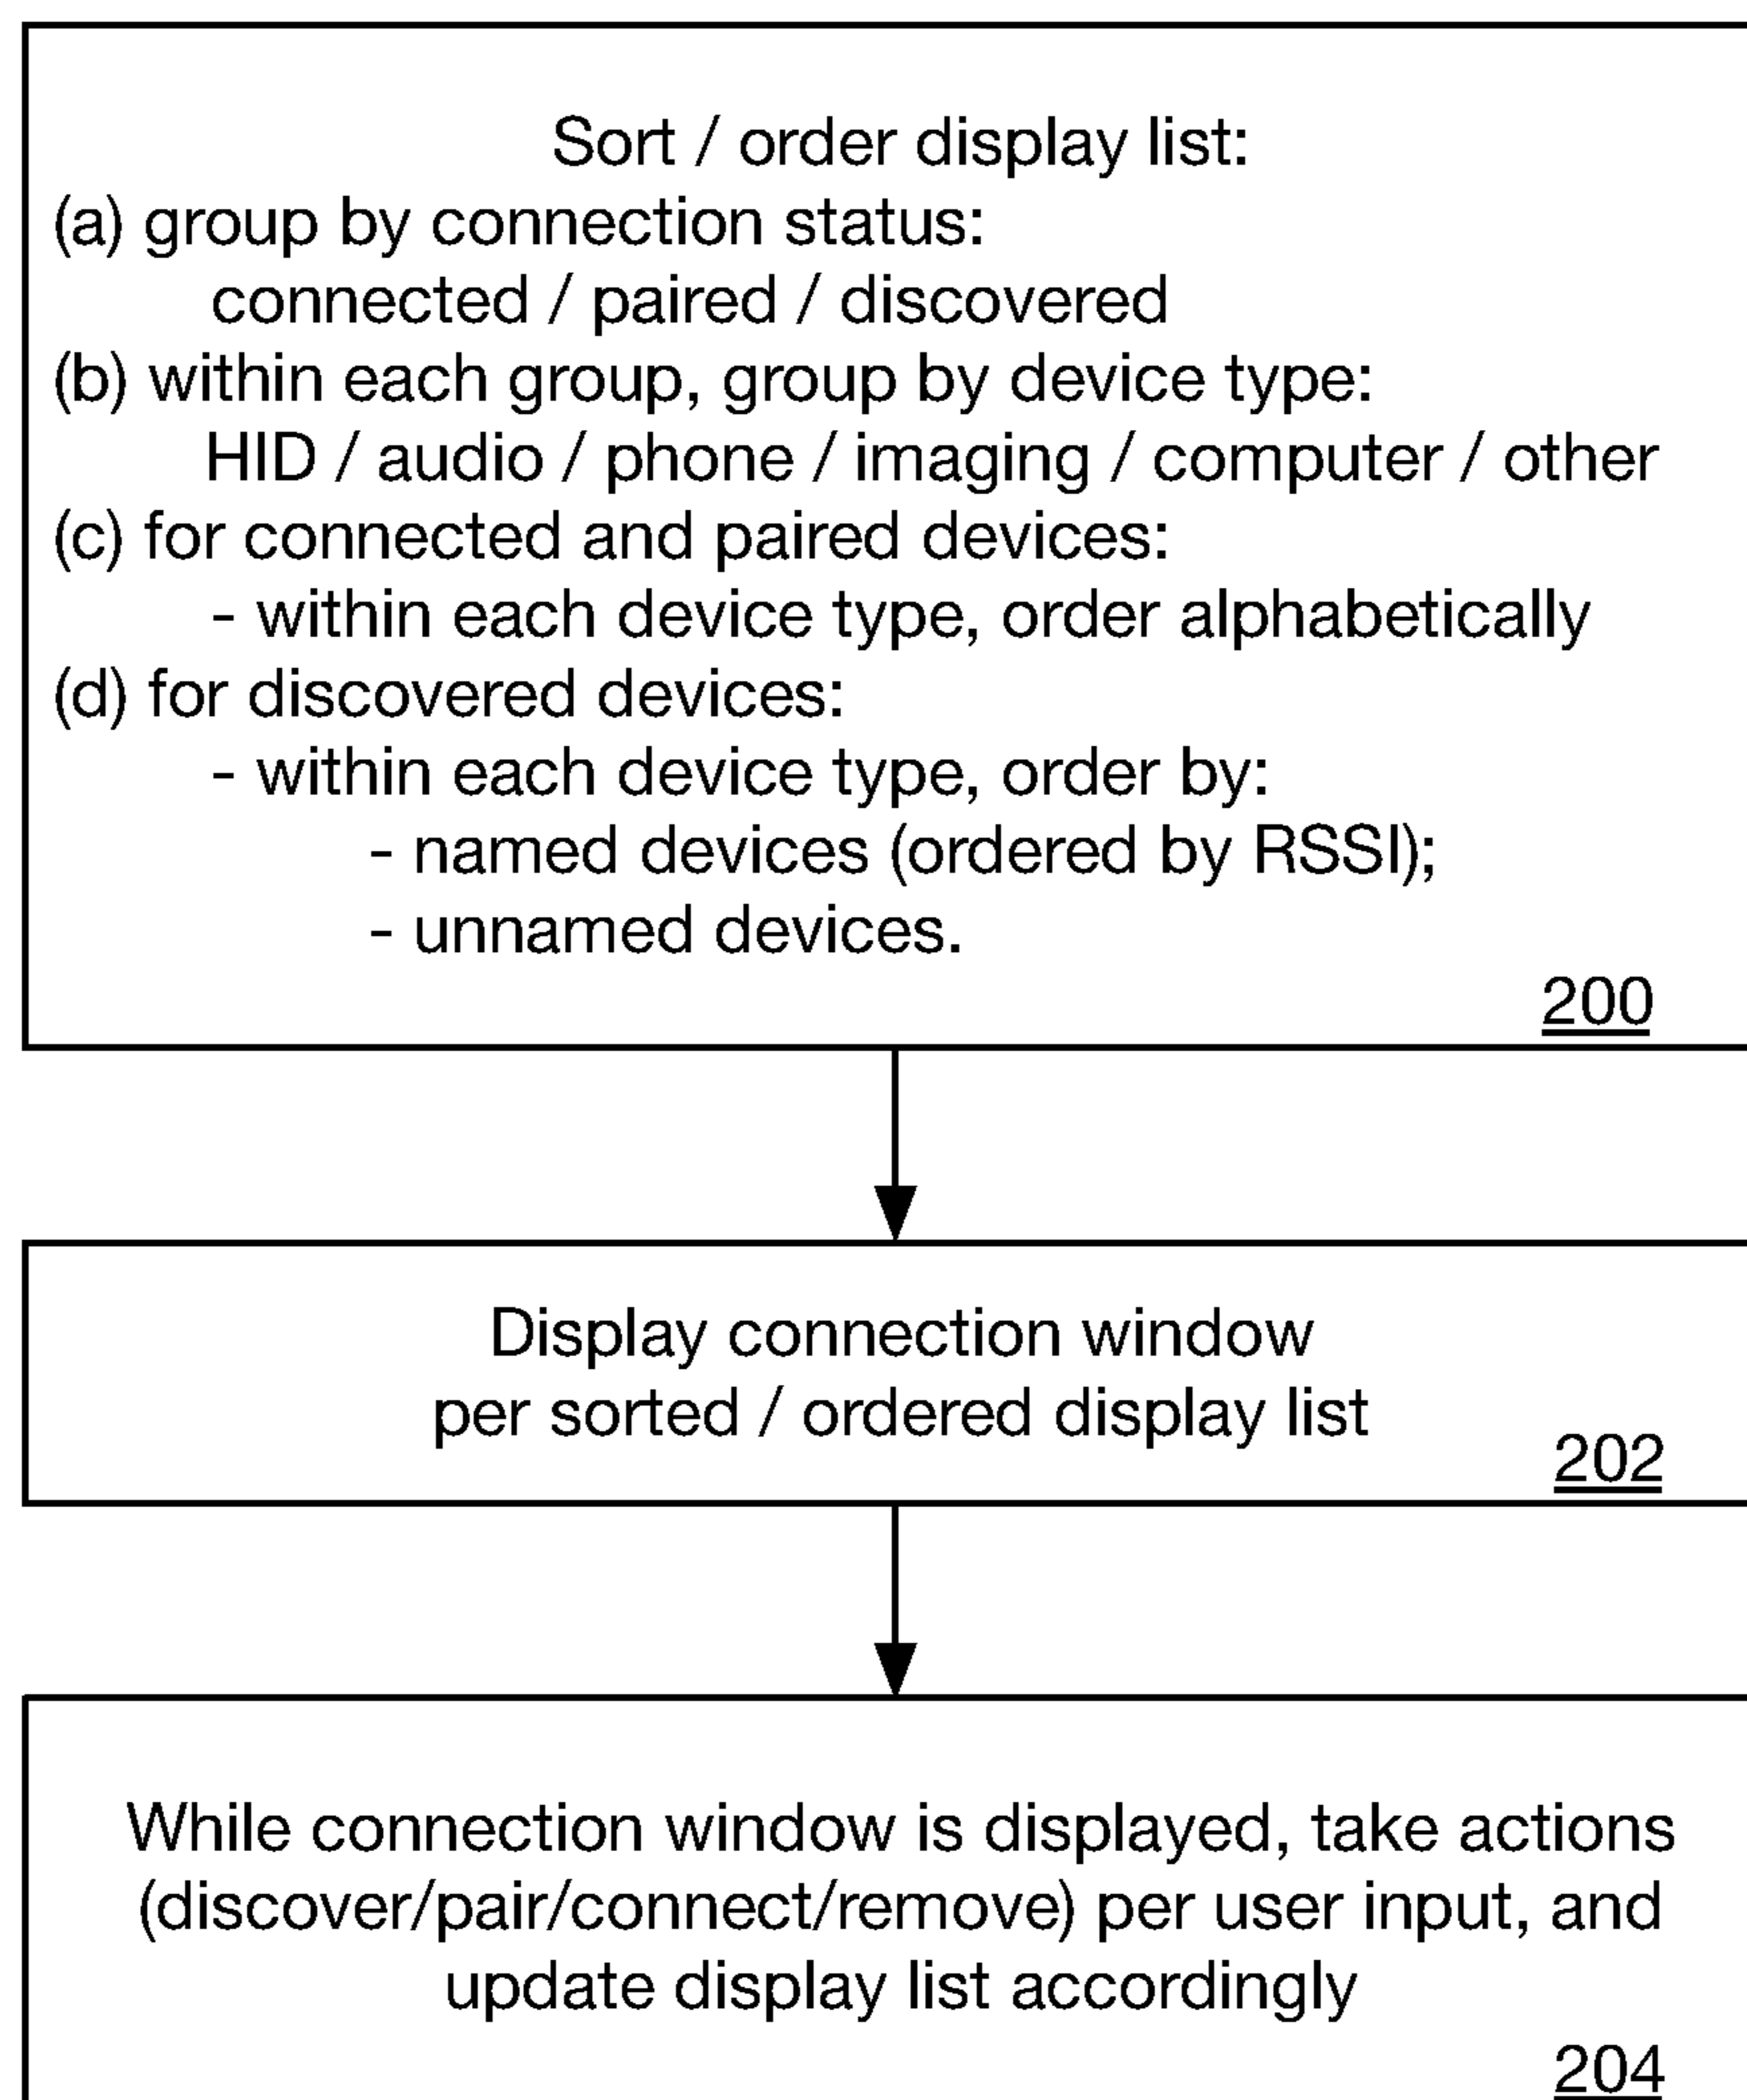 Sort / order display list:
(a) group by connection status:
connected / paired / discovered
(b) within each group, group by device type:
HID / audio / phone / imaging / computer / other
(c) for connected and paired devices:
- within each device type, order alphabetically
(d) for discovered devices:
- within each device type, order by:
- named devices (ordered by RSSI);
- unnamed devices.
200
Display connection window
per sorted / ordered display list
202
While connection window is displayed, take actions
(discover/pair/connect/remove) per user input, and
update display list accordingly
204